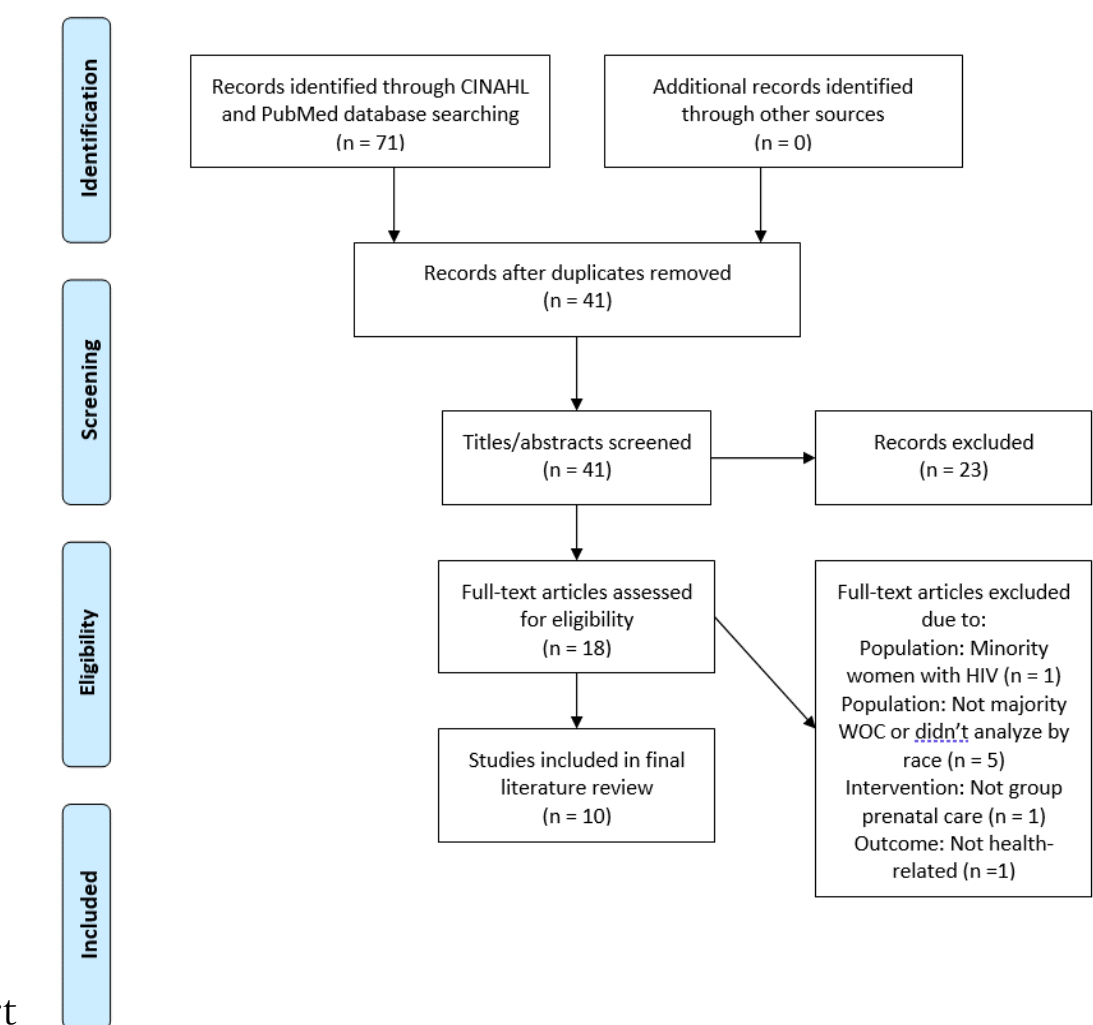 Identification
Records identified through CINAHL
and PubMed database searching
(n = 71)
Additional records identified
through other sources
(n = 0)
Records after duplicates removed
(n = 41)
Screening
Titles/abstracts screened
(n = 41)
Records excluded
(n = 23)
Eligibility
Full-text articles assessed
for eligibility
(n = 18)
Full-text articles excluded
due to:
Population: Minority
women with HIV (n = 1)
Population: Not majority
WOC or didn't analyze by
race (n = 5)
Intervention: Not group
prenatal care (n = 1)
Outcome: Not health-
related (n =1)
Studies included in final
literature review
(n = 10)
Included